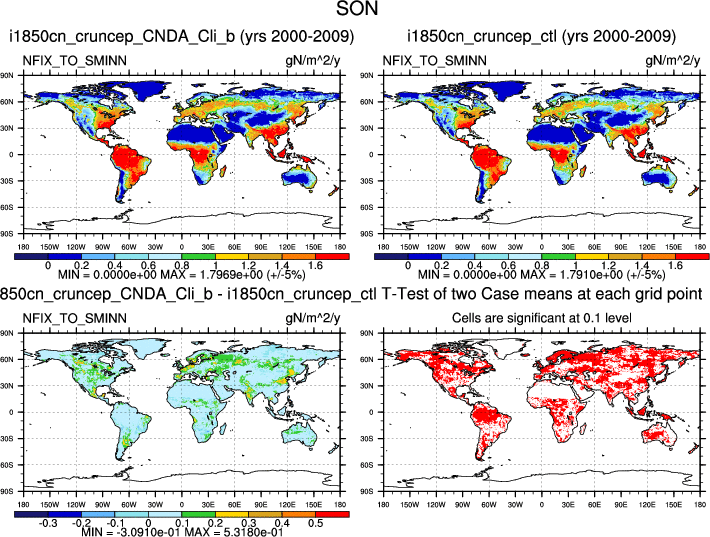 SON
i1850cn_cruncep_CNDA_Cli_b (yrs 2000-2009)
NFIX_TO_SMINN gN/m^2/y
90N
60N
30N
0
30S
60S
90S
180 150W 120W 90W 60W 30W 0 30E 60E 90E 120E 150E 180
0 0.2 0.4 0.6 0.8 1 1.2 1.4 1.6
MIN = 0.0000e+00 MAX = 1.7969e+00 (+/-5%)
i1850cn_cruncep_ctl (yrs 2000-2009)
NFIX_TO_SMINN gN/m^2/y
90N
60N
30N
0
30S
60S
90S
180 150W 120W 90W 60W 30W 0 30E 60E 90E 120E 150E 180
0 0.2 0.4 0.6 0.8 1 1.2 1.4 1.6
MIN = 0.0000e+00 MAX = 1.7910e+00 (+/-5%)
850cn_cruncep_CNDA_Cli_b - i1850cn_cruncep_ctl
NFIX_TO_SMINN gN/m^2/y
90N
60N
30N
0
30S
60S
90S
180 150W 120W 90W 60W 30W 0 30E 60E 90E 120E 150E 180
-0.3 -0.2 -0.1 0 0.1 0.2 0.3 0.4 0.5
MIN = -3.0910e-01 MAX = 5.3180e-01
T-Test of two Case means at each grid point
Cells are significant at 0.1 level
90N
60N
30N
0
30S
60S
90S
180 150W 120W 90W 60W 30W 0 30E 60E 90E 120E 150E 180